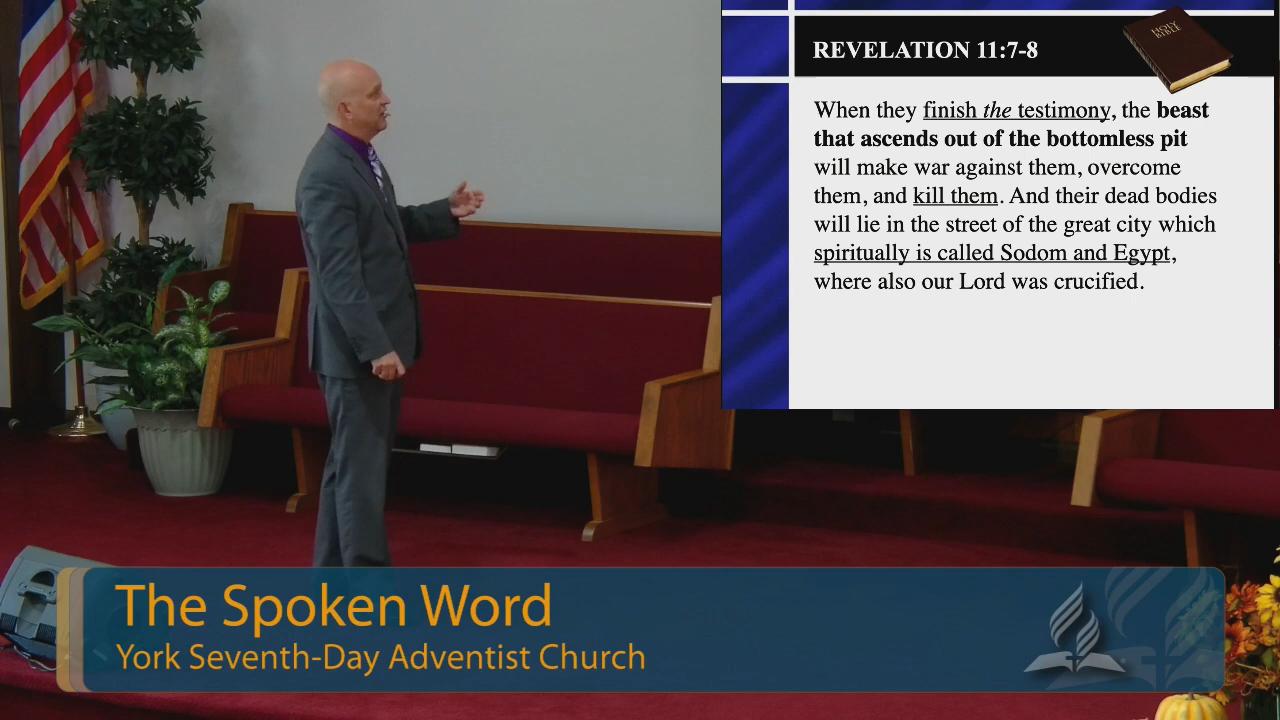 REVELATION 11:7-8
HOLY
BIBLE
When they finish the testimony, the beast
that ascends out of the bottomless pit
will make war against them, overcome
them, and kill them. And their dead bodies
will lie in the street of the great city which
spiritually is called Sodom and Egypt,
where also our Lord was crucified.
The Spoken Word
York Seventh-Day Adventist Church